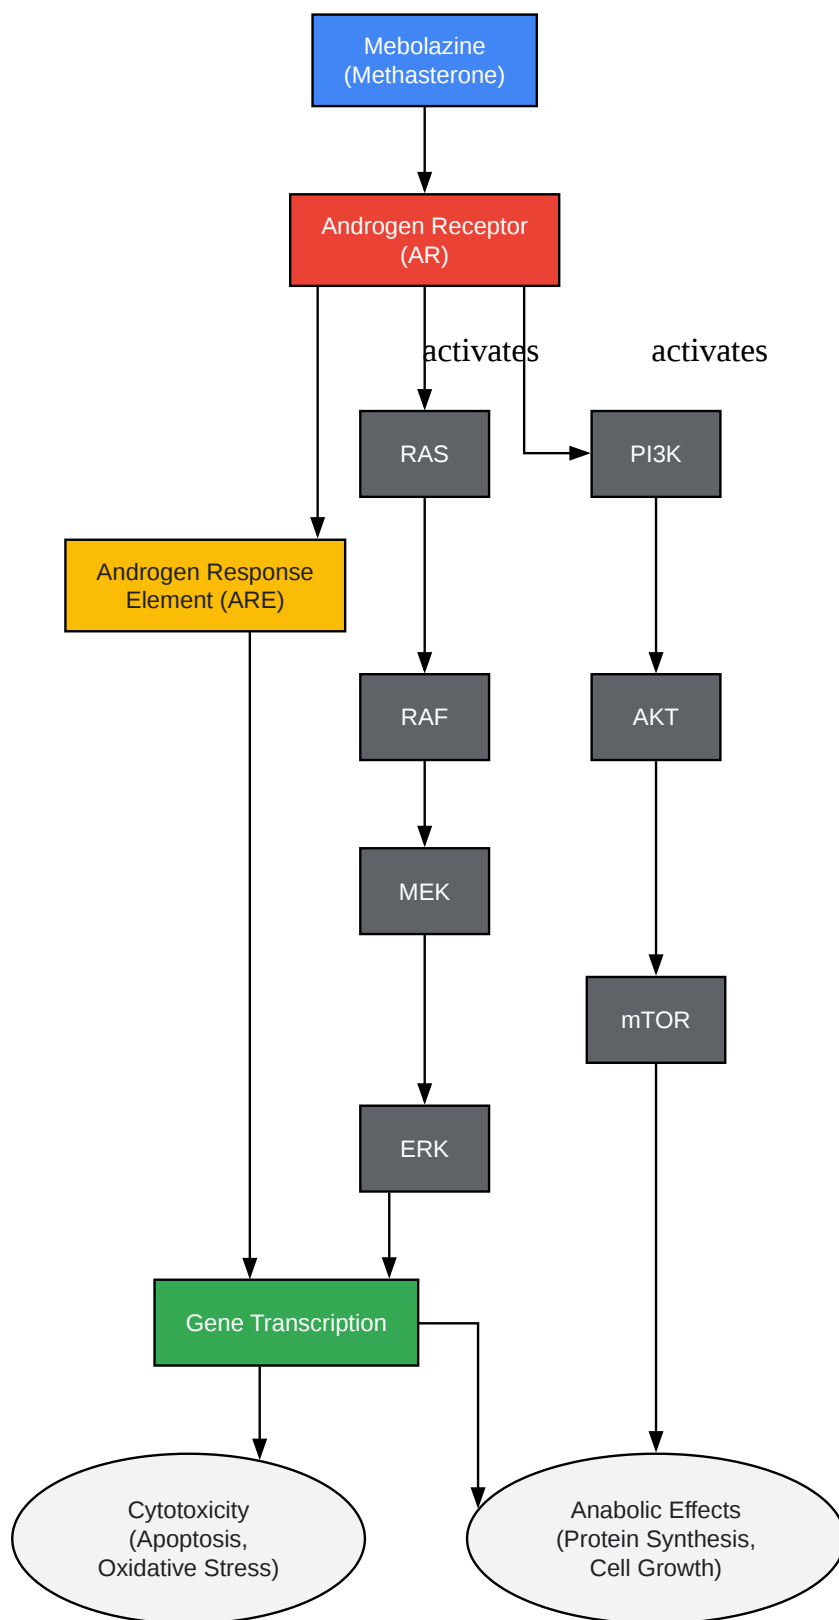 Mebolazine
(Methasterone)
Androgen Receptor
(AR)
activates
activates
RAS
PI3K
Androgen Response
Element (ARE)
RAF
AKT
MEK
mTOR
ERK
Gene Transcription
Cytotoxicity
(Apoptosis,
Oxidative Stress)
Anabolic Effects
(Protein Synthesis,
Cell Growth)